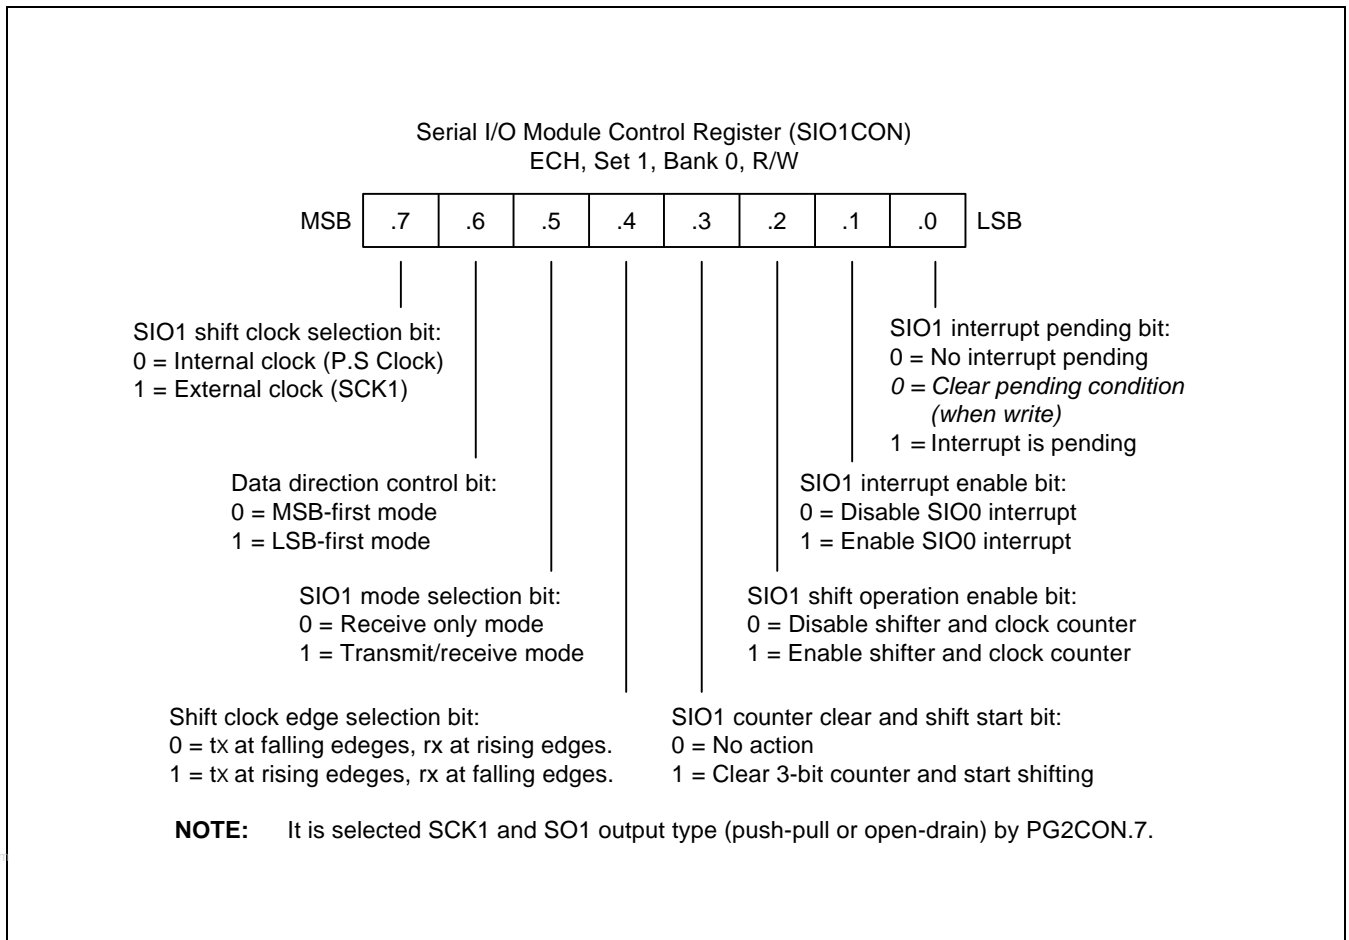 Serial I/O Module Control Register (SIO1CON)
ECH, Set 1, Bank 0, R/W
MSB .7 .6 .5 .4 .3 .2 .1 .0 LSB
SIO1 shift clock selection bit:
0 = Internal clock (P.S Clock)
1 = External clock (SCK1)
SIO1 interrupt pending bit:
0 = No interrupt pending
0 = Clear pending condition
(when write)
1 = Interrupt is pending
Data direction control bit:
0 = MSB-first mode
1 = LSB-first mode
SIO1 interrupt enable bit:
0 = Disable SIO0 interrupt
1 = Enable SIO0 interrupt
SIO1 mode selection bit:
0 = Receive only mode
1 = Transmit/receive mode
SIO1 shift operation enable bit:
0 = Disable shifter and clock counter
1 = Enable shifter and clock counter
Shift clock edge selection bit:
0 = tx at falling edeges, rx at rising edges.
1 = tx at rising edeges, rx at falling edges.
SIO1 counter clear and shift start bit:
0 = No action
1 = Clear 3-bit counter and start shifting
NOTE: It is selected SCK1 and SO1 output type (push-pull or open-drain) by PG2CON.7.